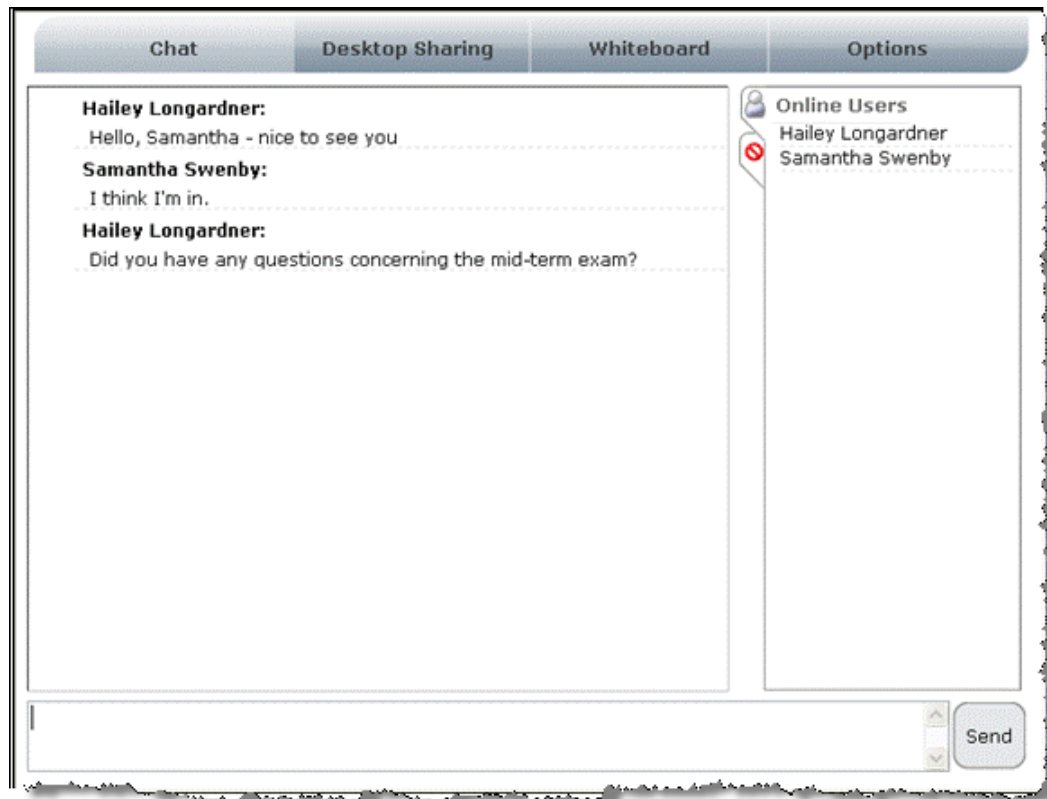 Chat Desktop Sharing Whiteboard Options
Hailey Longardner:
Hello, Samantha - nice to see you
Samantha Swenby:
I think I'm in.
Hailey Longardner:
Did you have any questions concerning the mid-term exam?
Online Users
Hailey Longardner
Samantha Swenby
Send